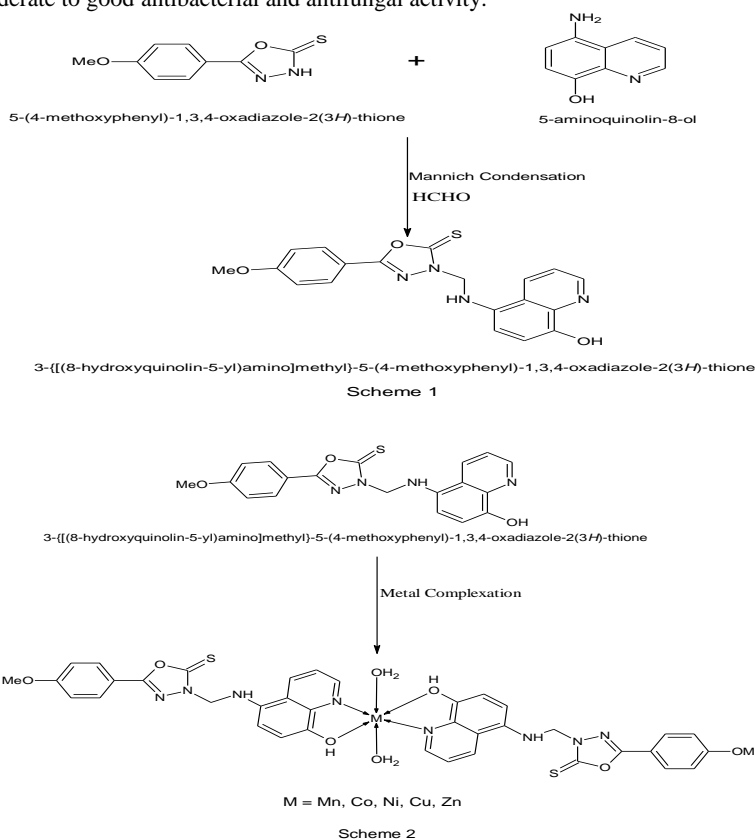 derate to good antibacterial and antifungal activity.
MeO O S N NH + NH2 N OH
5-(4-methoxyphenyl)-1,3,4-oxadiazole-2(3H)-thione 5-aminoquinolin-8-ol
Mannich Condensation
HCHO
MeO O S N N HN N OH
3-{[(8-hydroxyquinolin-5-yl)amino]methyl}-5-(4-methoxyphenyl)-1,3,4-oxadiazole-2(3H)-thione
Scheme 1
MeO O S N N NH N OH
3-{[(8-hydroxyquinolin-5-yl)amino]methyl}-5-(4-methoxyphenyl)-1,3,4-oxadiazole-2(3H)-thione
Metal Complexation
MeO O S N N NH N O H OH2 M OH2 H O N NH N N S O OM
M = Mn, Co, Ni, Cu, Zn
Scheme 2